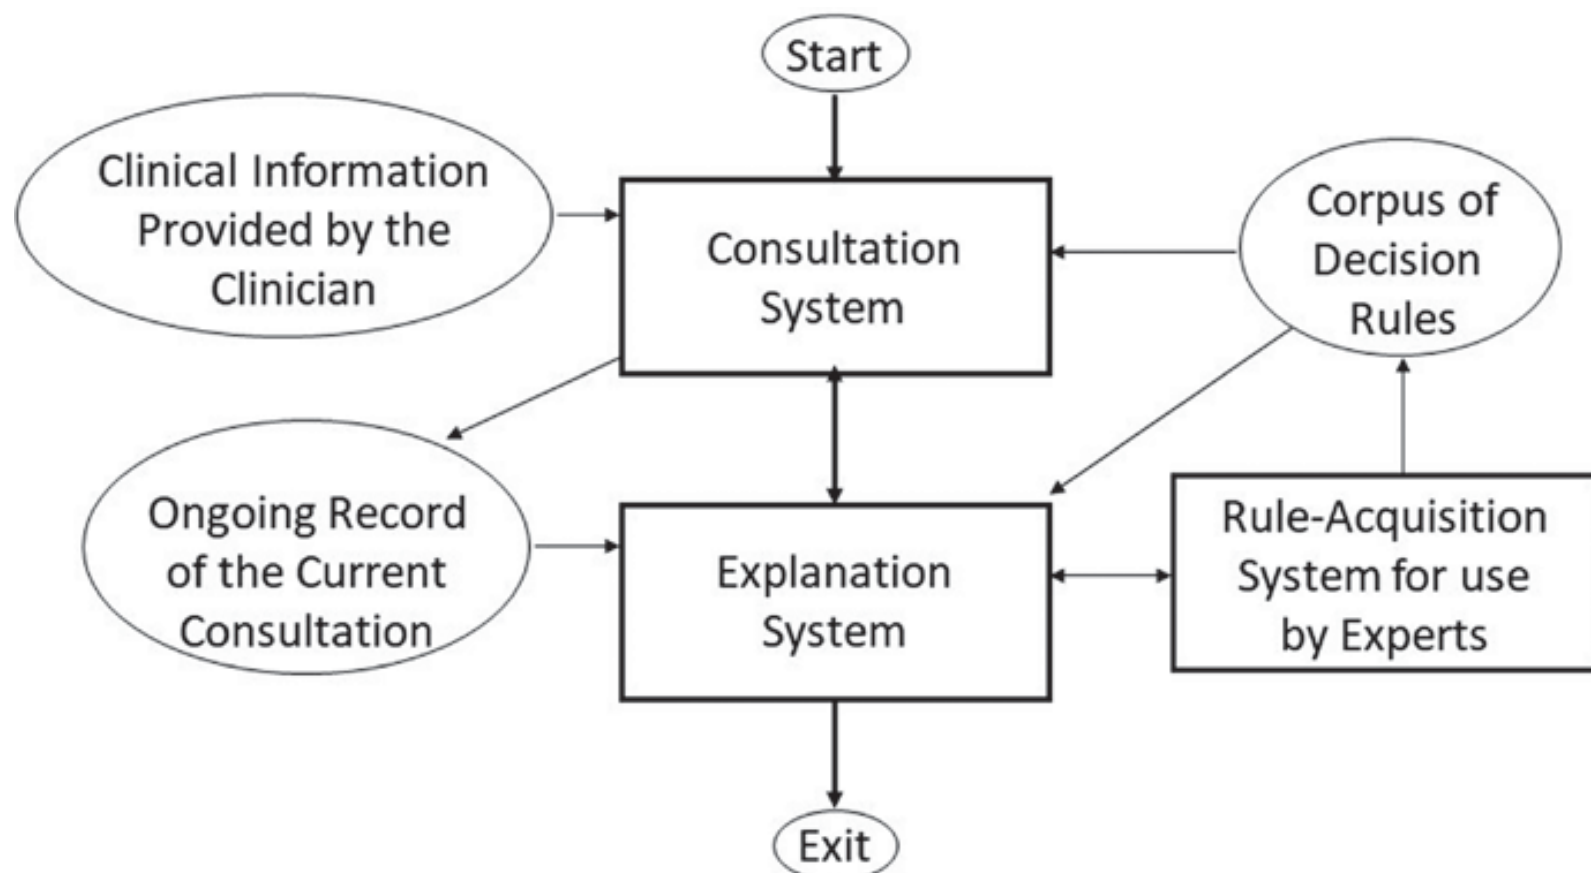 Start
Clinical Information
Provided by the
Clinician
Consultation
System
Corpus of
Decision
Rules
Ongoing Record
of the Current
Consultation
Explanation
System
Rule-Acquisition
System for use
by Experts
Exit